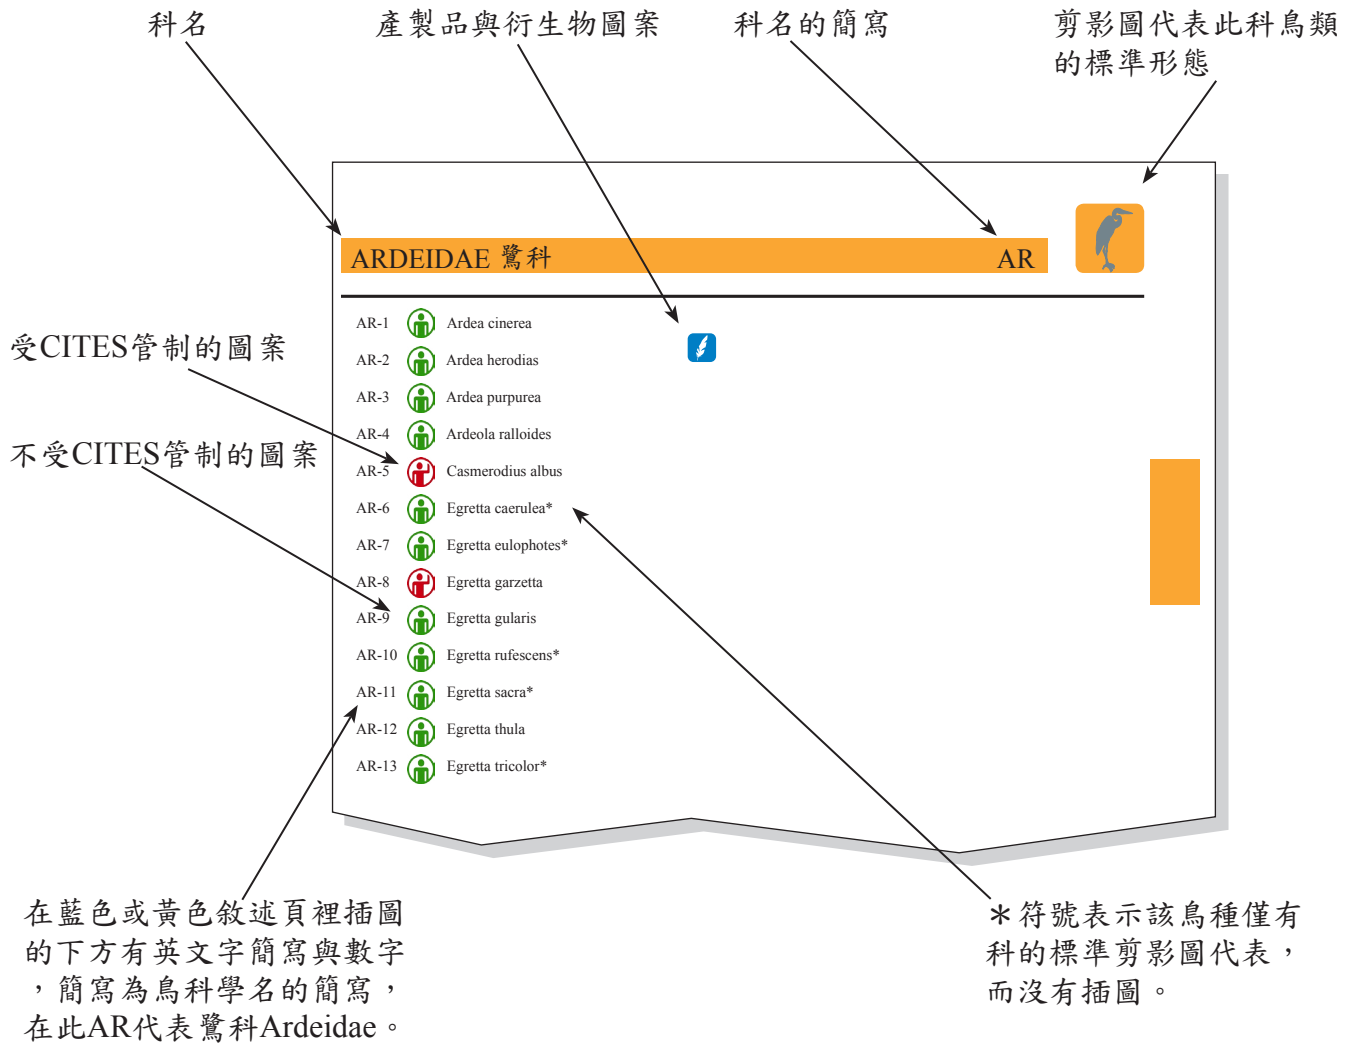 科名
產製品與衍生物圖案
科名的簡寫
剪影圖代表此科鳥類
的標準形態
ARDEIDAE 鷺科
AR
AR-1 Ardea cinerea
AR-2 Ardea herodias
AR-3 Ardea purpurea
AR-4 Ardeola ralloides
AR-5 Casmerodius albus
AR-6 Egretta caerulea*
AR-7 Egretta eulophotes*
AR-8 Egretta garzetta
AR-9 Egretta gularis
AR-10 Egretta rufescens*
AR-11 Egretta sacra*
AR-12 Egretta thula
AR-13 Egretta tricolor*
受CITES管制的圖案
不受CITES管制的圖案
在藍色或黃色敘述頁裡插圖
的下方有英文字簡寫與數字
，簡寫為鳥科學名的簡寫，
在此AR代表鷺科Ardeidae。
＊符號表示該鳥種僅有
科的標準剪影圖代表，
而沒有插圖。